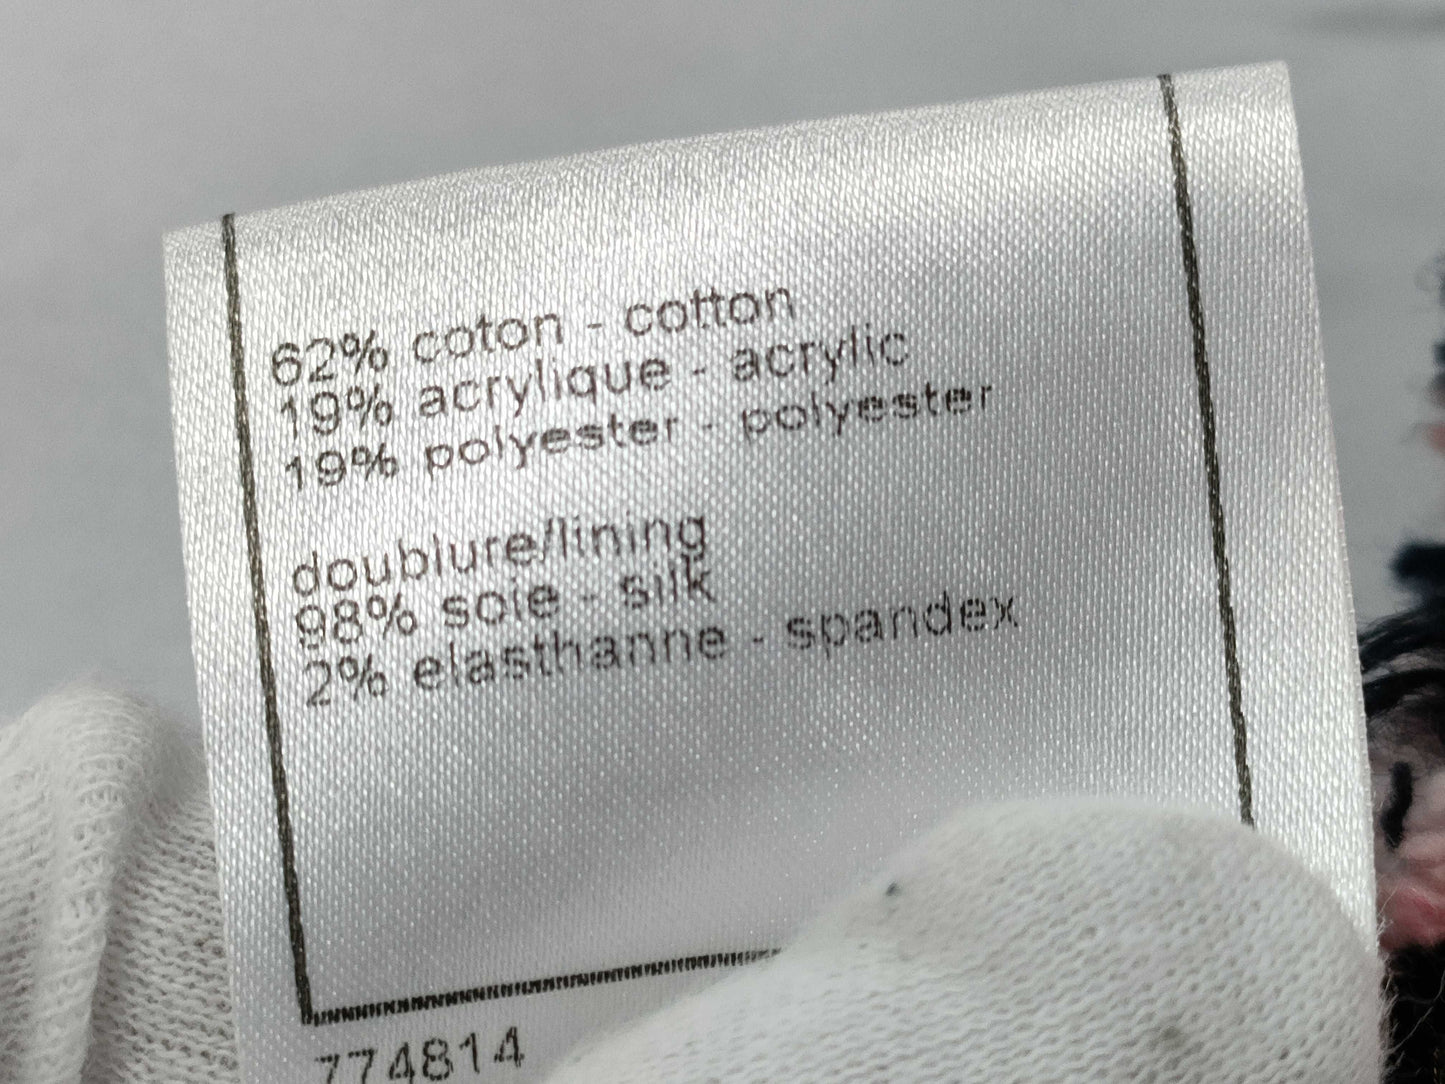 62% coton - cotton
19% acrylique - acrylic
19% polyester - polyester
doublure/lining
98% soie - silk
2% elasthanne - spandex
774814